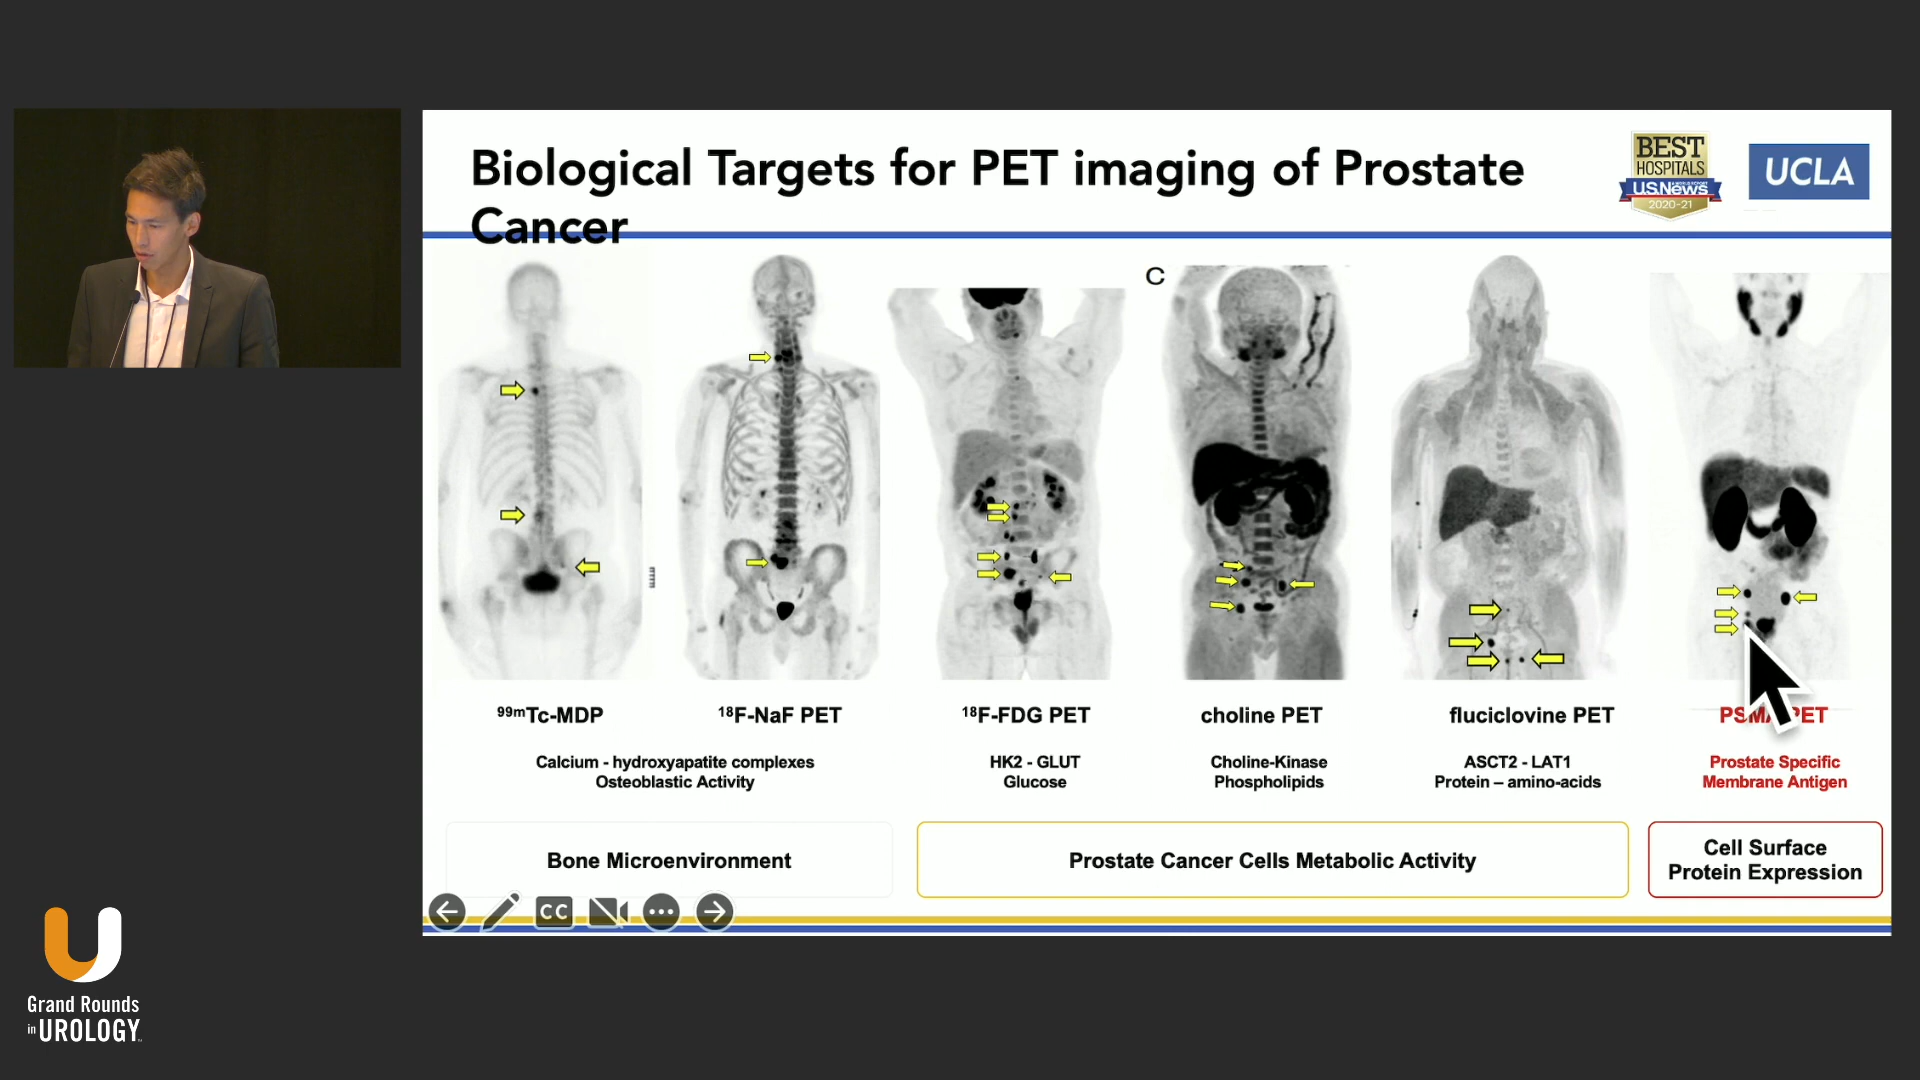 Biological Targets for PET imaging of Prostate
Cancer
BEST
HOSPITALS
U.S.News
2020-21
UCLA
C
99mTc-MDP
18F-NaF PET
18F-FDG PET
choline PET
fluciclovine PET
PET
Calcium - hydroxyapatite complexes
Osteoblastic Activity
HK2 - GLUT
Glucose
Choline-Kinase
Phospholipids
ASCT2 - LAT1
Protein – amino-acids
Prostate Specific
Membrane Antigen
Bone Microenvironment
Prostate Cancer Cells Metabolic Activity
Cell Surface
Protein Expression
CC
Grand Rounds
in UROLOGY